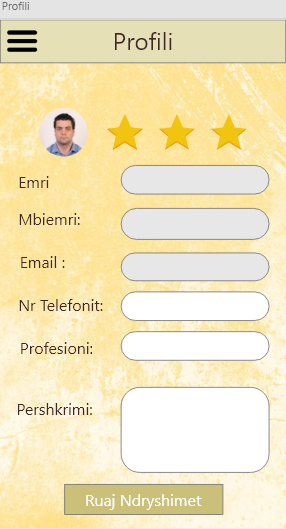 Profili
Profili
Emri
Mbiemri:
Email :
Nr Telefonit:
Profesioni:
Pershkrimi:
Ruaj Ndryshimet